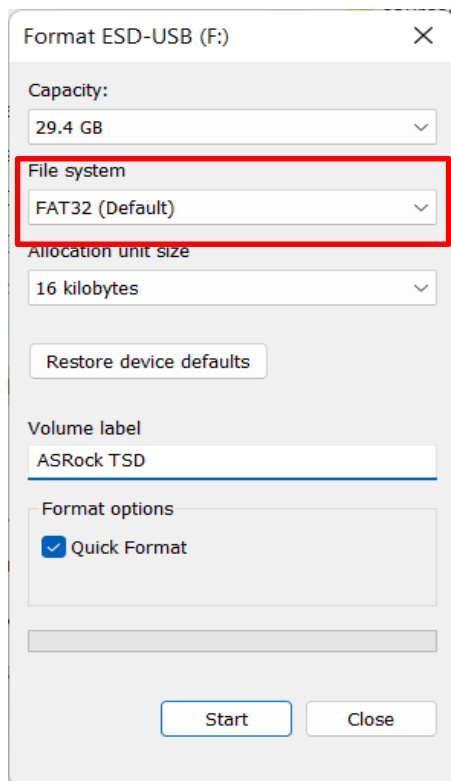 Format ESD-USB (F:)
Capacity:
29.4 GB
File system
FAT32 (Default)
Allocation unit size
16 kilobytes
Restore device defaults
Volume label
ASRock TSD
Format options
Quick Format
Start
Close